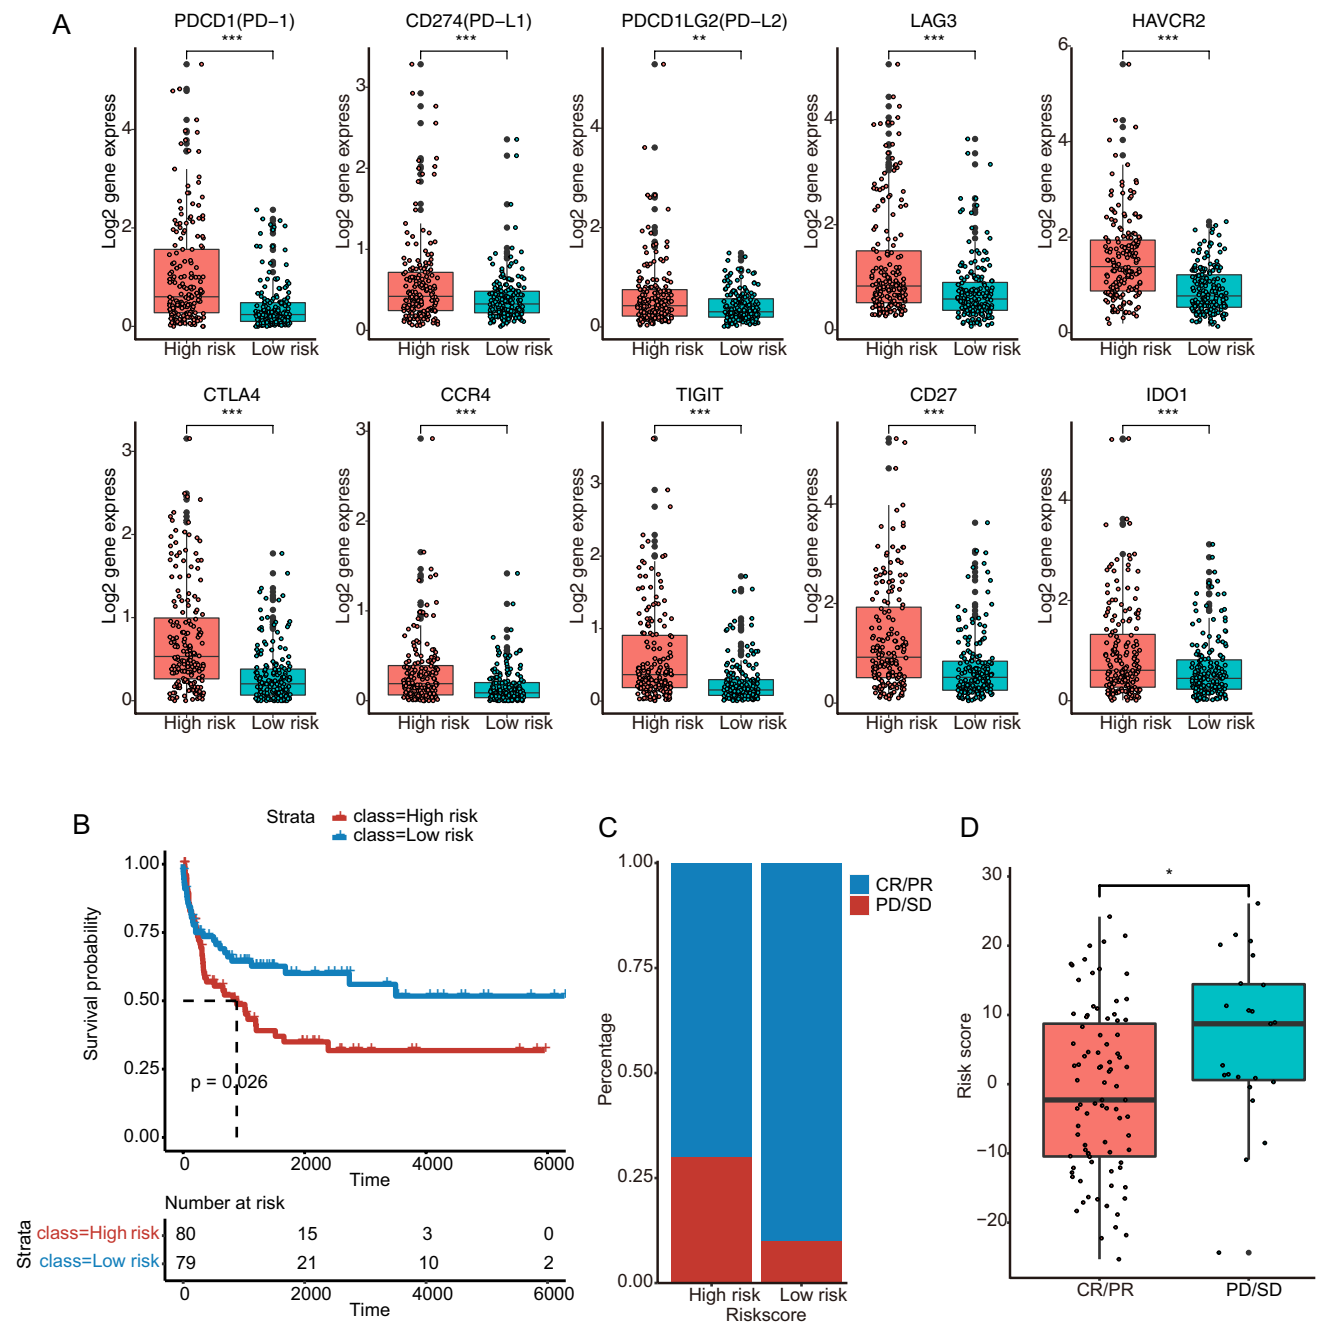 A
PDCD1(PD−1)
***
Log2 gene express
4
2
0
High risk Low risk
CD274(PD−L1)
***
Log2 gene express
3
2
1
0
High risk Low risk
PDCD1LG2(PD−L2)
**
Log2 gene express
4
2
0
High risk Low risk
LAG3
***
Log2 gene express
4
2
0
High risk Low risk
HAVCR2
***
Log2 gene express
6
4
2
0
High risk Low risk
CTLA4
***
Log2 gene express
3
2
1
0
High risk Low risk
CCR4
***
Log2 gene express
3
2
1
0
High risk Low risk
TIGIT
***
Log2 gene express
3
2
1
0
High risk Low risk
CD27
***
Log2 gene express
4
2
0
High risk Low risk
IDO1
***
Log2 gene express
4
2
0
High risk Low risk
B
Strata
class=High risk
class=Low risk
Survival probability
1.00
0.75
0.50
0.25
0.00
p = 0.026
0 2000 4000 6000
Time
Number at risk
Strata
class=High risk 80 15 3 0
class=Low risk 79 21 10 2
0 2000 4000 6000
Time
C
CR/PR
PD/SD
Percentage
1.00
0.75
0.50
0.25
0.00
High risk Low risk
Riskscore
D
*
Risk score
30
20
10
0
−10
−20
CR/PR PD/SD